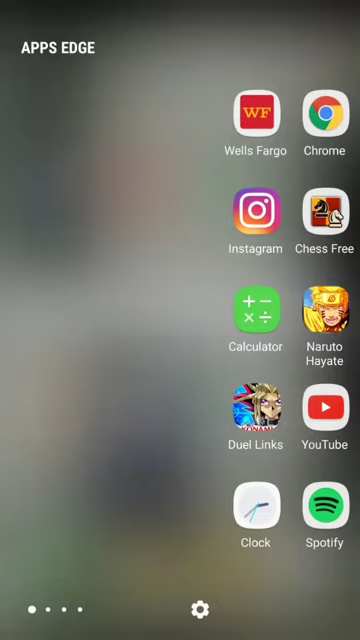 APPS EDGE
WF
Wells Fargo
Chrome
Instagram
Chess Free
Calculator
Naruto
Hayate
KONAMI
Duel Links
YouTube
Clock
Spotify